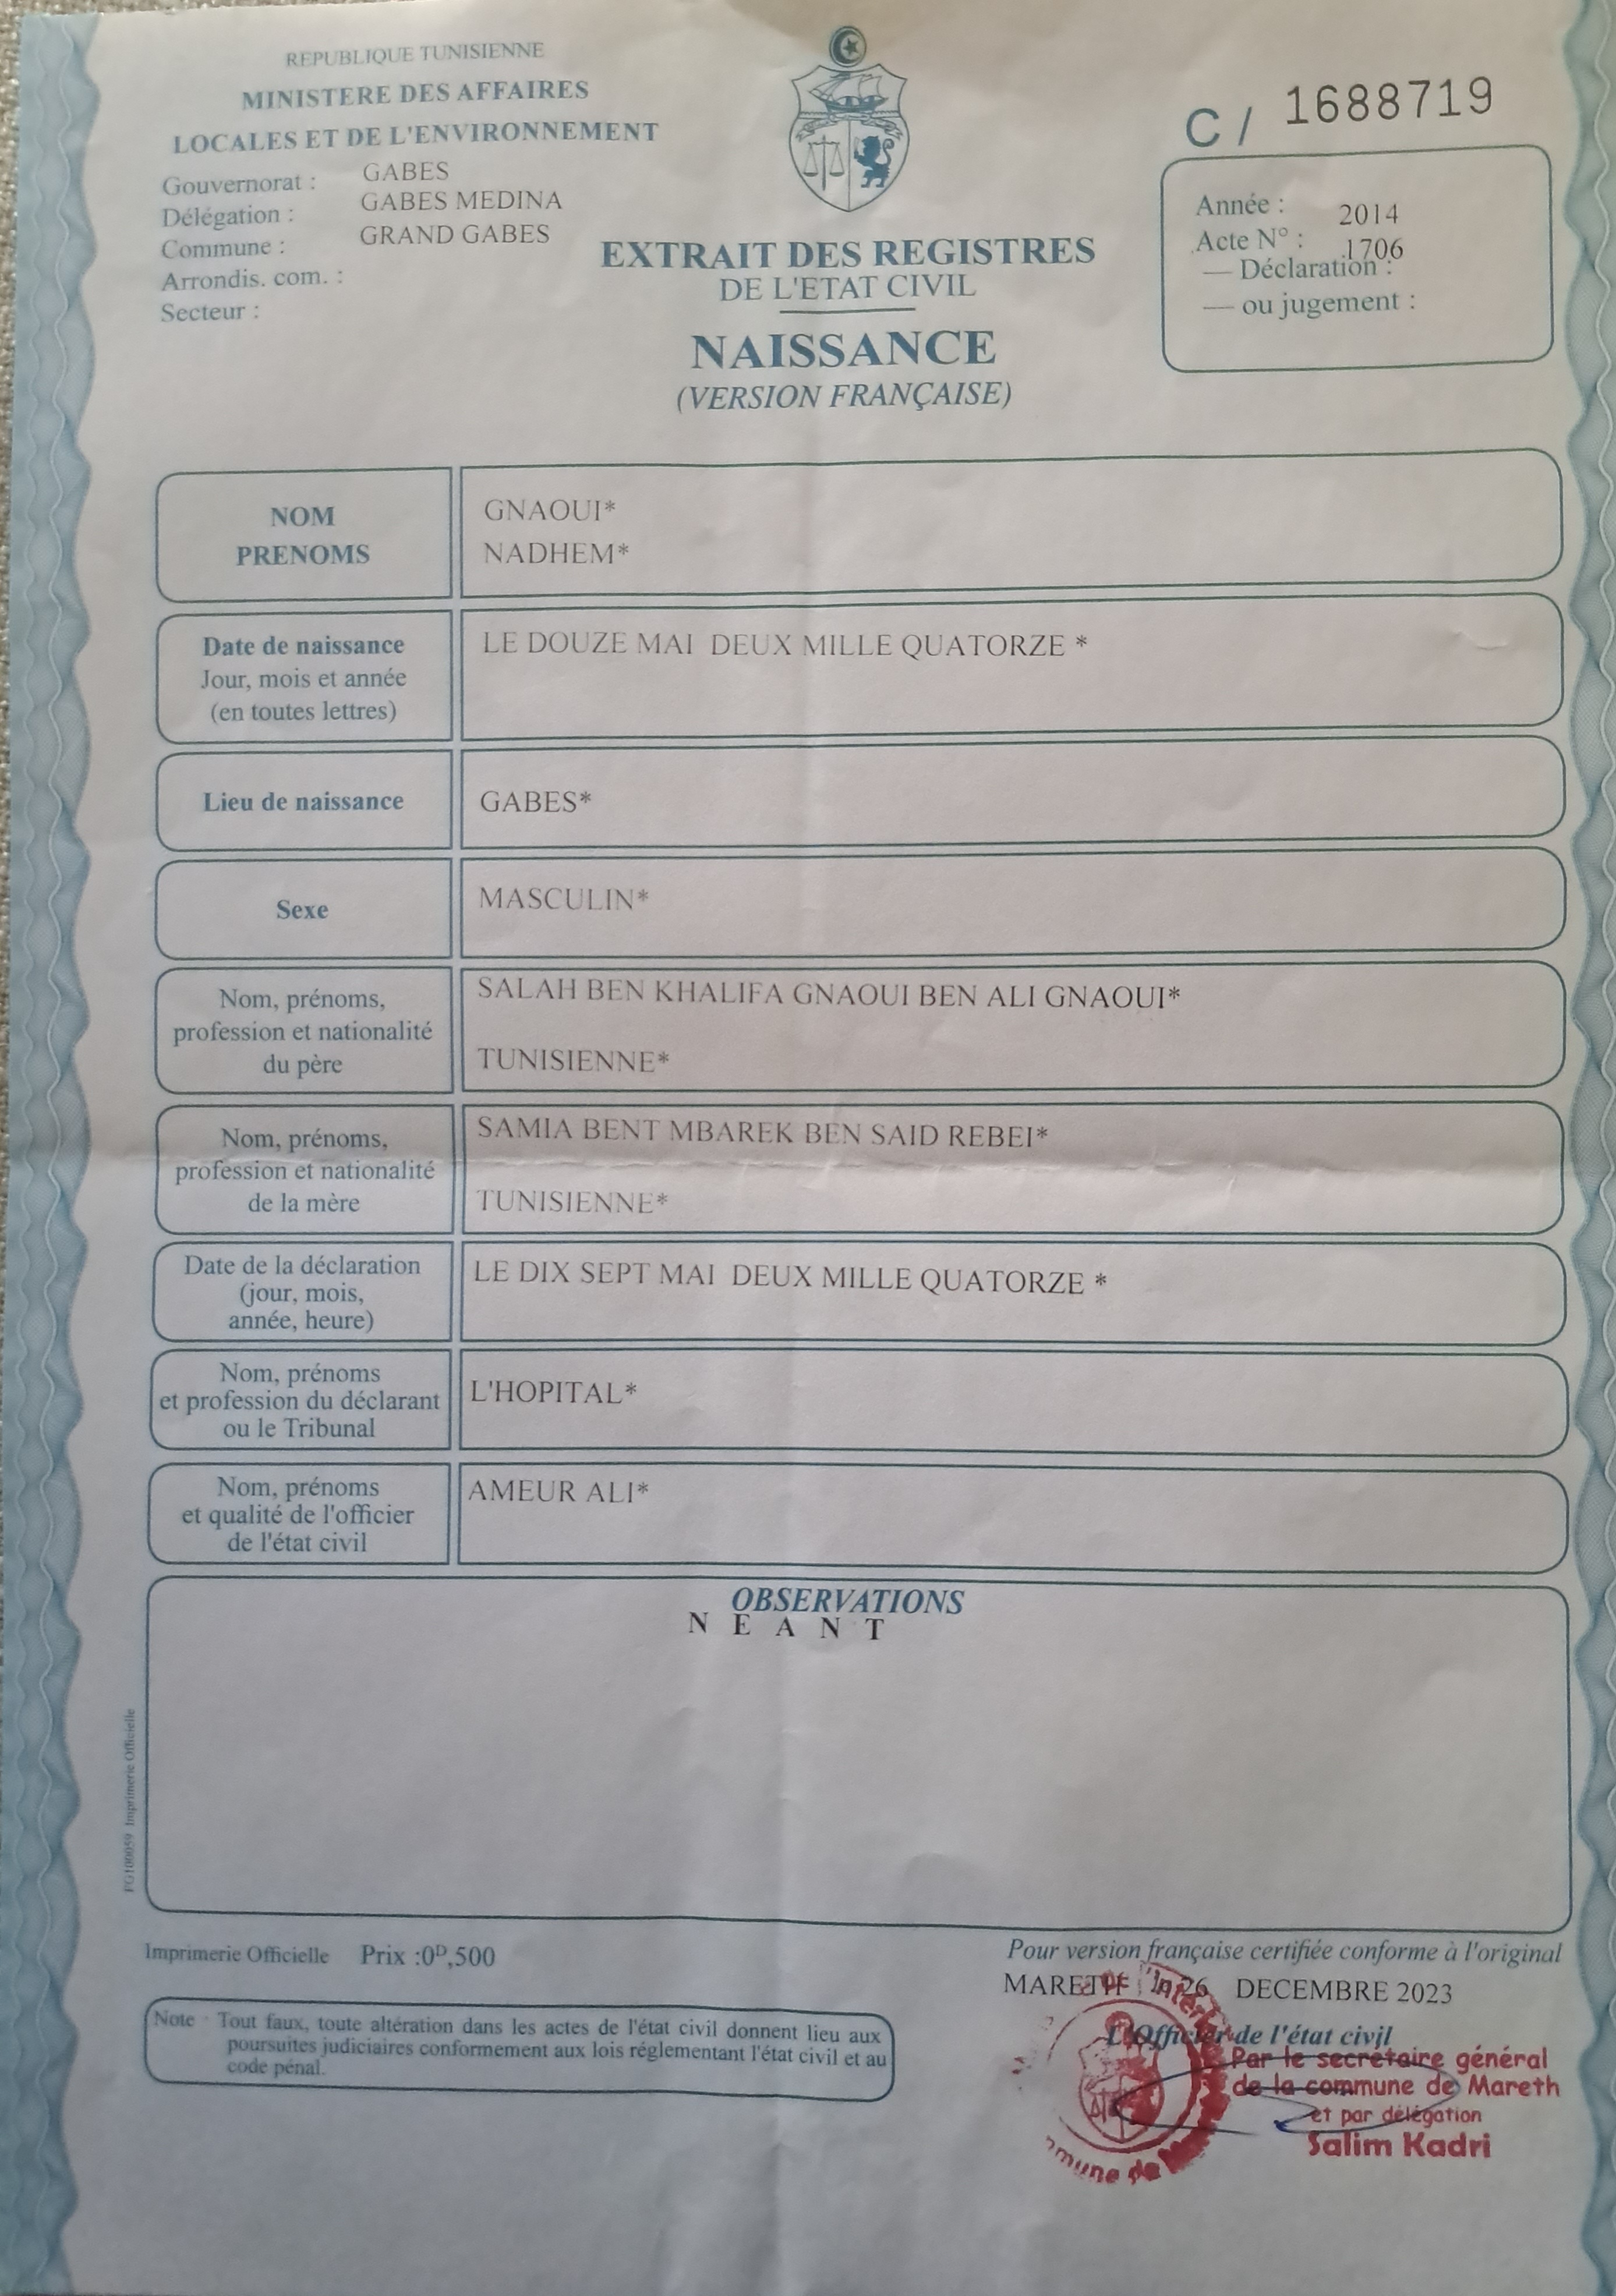 REPUBLIQUE TUNISIENNE
MINISTERE DES AFFAIRES
LOCALES ET DE L'ENVIRONNEMENT
Gouvernorat : GABES
Délégation : GABES MEDINA
Commune : GRAND GABES
Arrondis. com. :
Secteur :
C / 1688719
Année : 2014
Acte N° : 1706
— Déclaration :
— ou jugement :
EXTRAIT DES REGISTRES
DE L'ETAT CIVIL
NAISSANCE
(VERSION FRANÇAISE)
NOM
PRENOMS
GNAOUI*
NADHEM*
Date de naissance
Jour, mois et année
(en toutes lettres)
LE DOUZE MAI DEUX MILLE QUATORZE *
Lieu de naissance
GABES*
Sexe
MASCULIN*
Nom, prénoms,
profession et nationalité
du père
SALAH BEN KHALIFA GNAOUI BEN ALI GNAOUI*
TUNISIENNE*
Nom, prénoms,
profession et nationalité
de la mère
SAMIA BENT MBAREK BEN SAID REBEI*
TUNISIENNE*
Date de la déclaration
(jour, mois,
année, heure)
LE DIX SEPT MAI DEUX MILLE QUATORZE *
Nom, prénoms
et profession du déclarant
ou le Tribunal
L'HOPITAL*
Nom, prénoms
et qualité de l'officier
de l'état civil
AMEUR ALI*
OBSERVATIONS
N E A N T
FG100059 Imprimerie Officielle
Imprimerie Officielle Prix :0ᴰ,500
Note : Tout faux, toute altération dans les actes de l'état civil donnent lieu aux
poursuites judiciaires conformement aux lois réglementant l'état civil et au
code pénal.
Pour version française certifiée conforme à l'original
MARETH le 26 DECEMBRE 2023
L'Officier de l'état civil
Par le secrétaire général
de la commune de Mareth
et par délégation
Salim Kadri